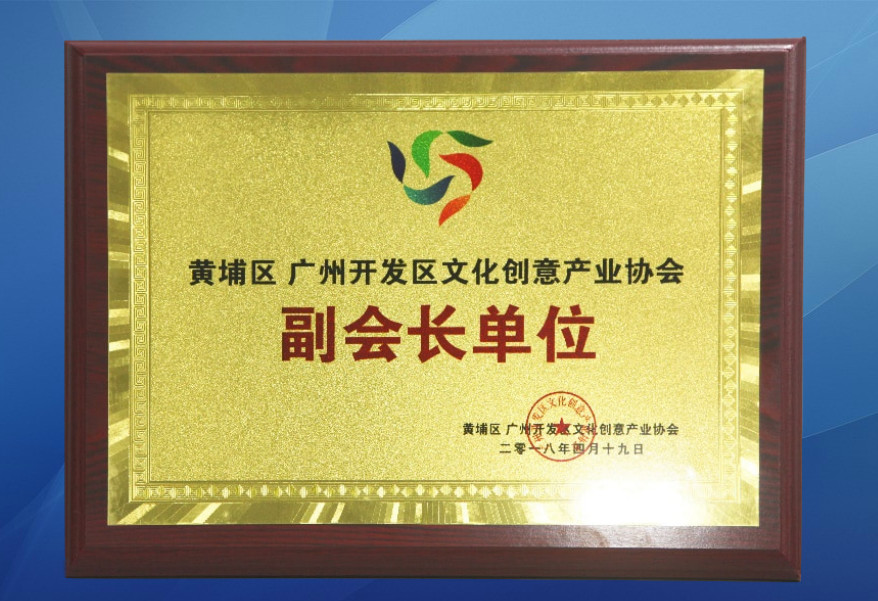 黄埔区 广州开发区文化创意产业协会
副会长单位
黄埔区 广州开发区文化创意产业协会
二零一八年四月十九日